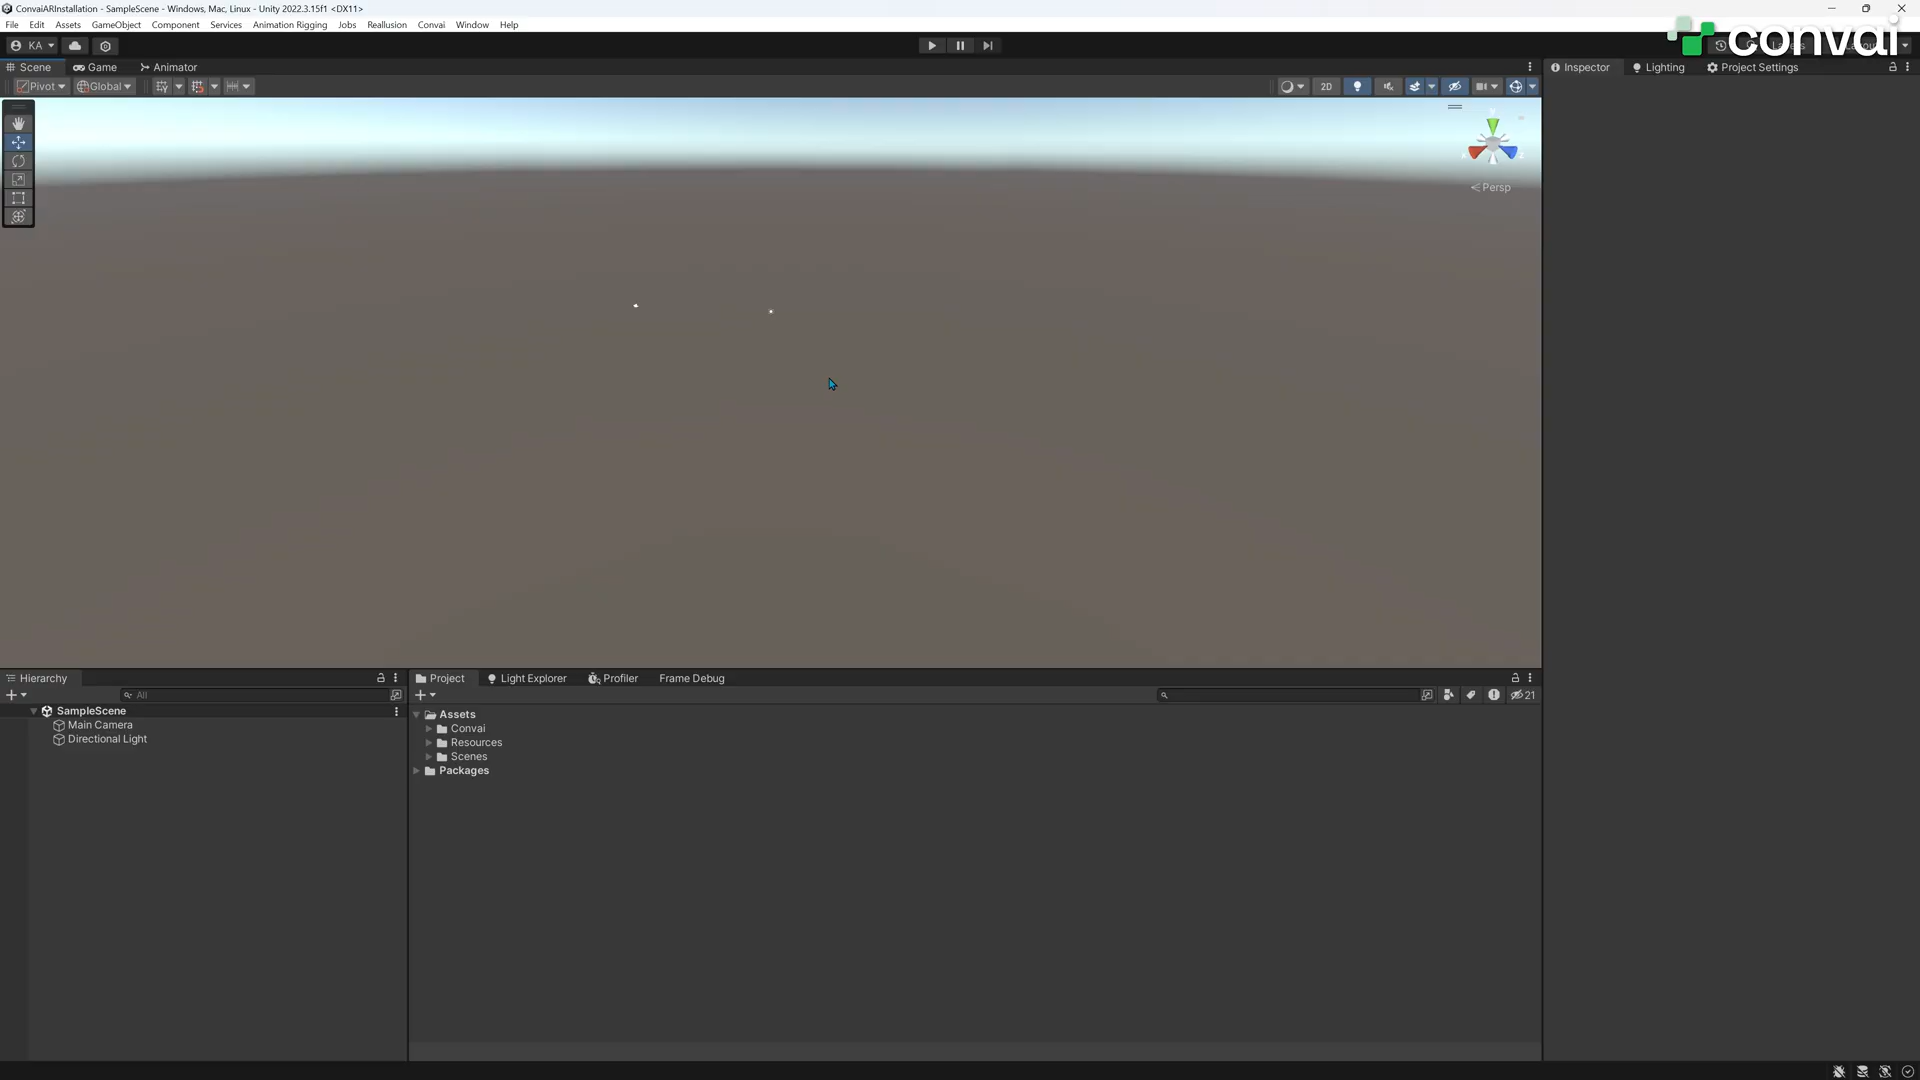 ConvaiARInstallation - SampleScene - Windows, Mac, Linux - Unity 2022.3.15f1 <DX11>
File Edit Assets GameObject Component Services Animation Rigging Jobs Reallusion Convai Window Help
KA
convai
Scene Game Animator
Inspector Lighting Project Settings
Pivot Global
2D
Persp
Hierarchy
All
SampleScene
Main Camera
Directional Light
Project Light Explorer Profiler Frame Debug
21
Assets
Convai
Resources
Scenes
Packages